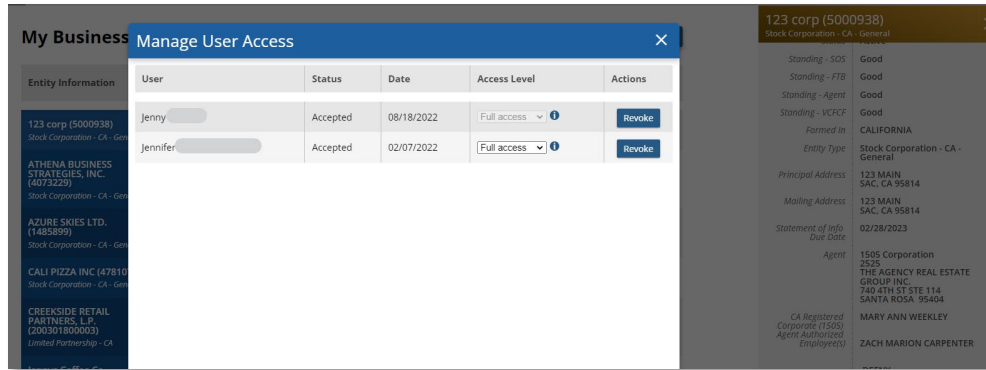 My Business
Entity Information
123 corp (5000938)
Stock Corporation - CA - Gen
ATHENA BUSINESS
STRATEGIES, INC.
(4073229)
Stock Corporation - CA - Gen
AZURE SKIES LTD.
(1485899)
Stock Corporation - CA - Gen
CALI PIZZA INC (47810
Stock Corporation - CA - Gen
CREEKSIDE RETAIL
PARTNERS, L.P.
(200301800003)
Limited Partnership - CA
Manage User Access
User Status Date Access Level Actions
Jenny Accepted 08/18/2022 Full access Revoke
Jennifer Accepted 02/07/2022 Full access Revoke
123 corp (5000938)
Stock Corporation - CA - General
Standing - SOS Good
Standing - FTB Good
Standing - Agent Good
Standing - VCFCF Good
Formed In CALIFORNIA
Entity Type Stock Corporation - CA -
General
Principal Address 123 MAIN
SAC, CA 95814
Mailing Address 123 MAIN
SAC, CA 95814
Statement of Info 02/28/2023
Due Date
Agent 1505 Corporation
2525
THE AGENCY REAL ESTATE
GROUP INC.
740 4TH ST STE 114
SANTA ROSA 95404
CA Registered MARY ANN WEEKLEY
Corporate (1505)
Agent Authorized
Employee(s) ZACH MARION CARPENTER